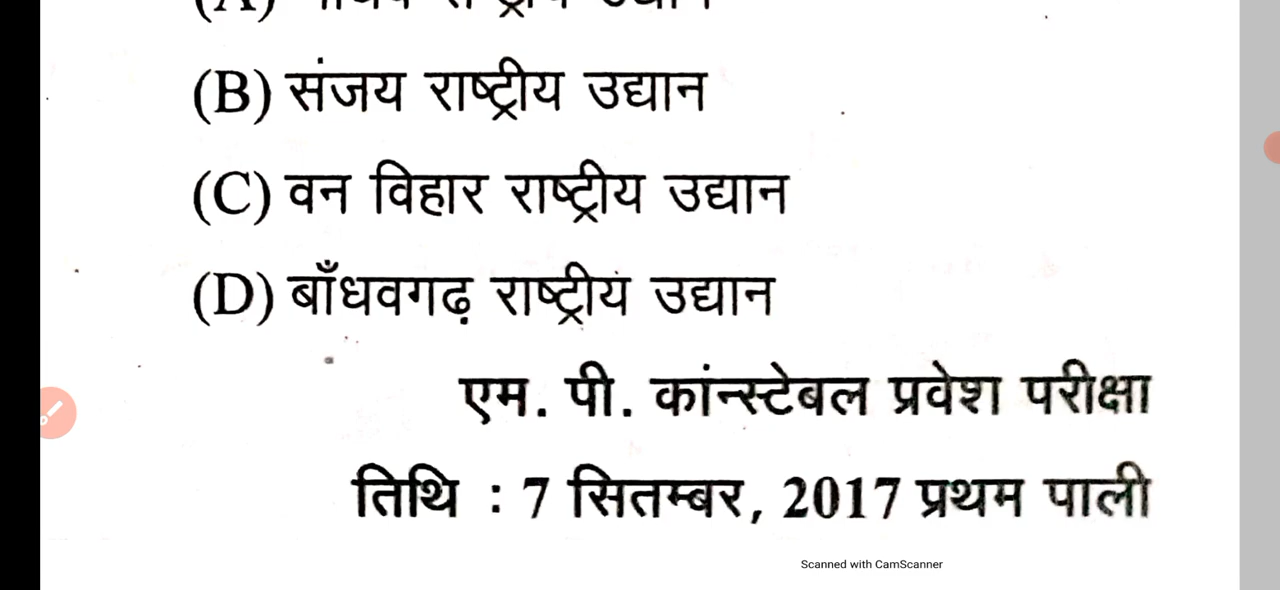 (B) संजय राष्ट्रीय उद्यान
(C) वन विहार राष्ट्रीय उद्यान
(D) बाँधवगढ़ राष्ट्रीय उद्यान
एम. पी. कांन्स्टेबल प्रवेश परीक्षा
तिथि : 7 सितम्बर, 2017 प्रथम पाली
Scanned with CamScanner